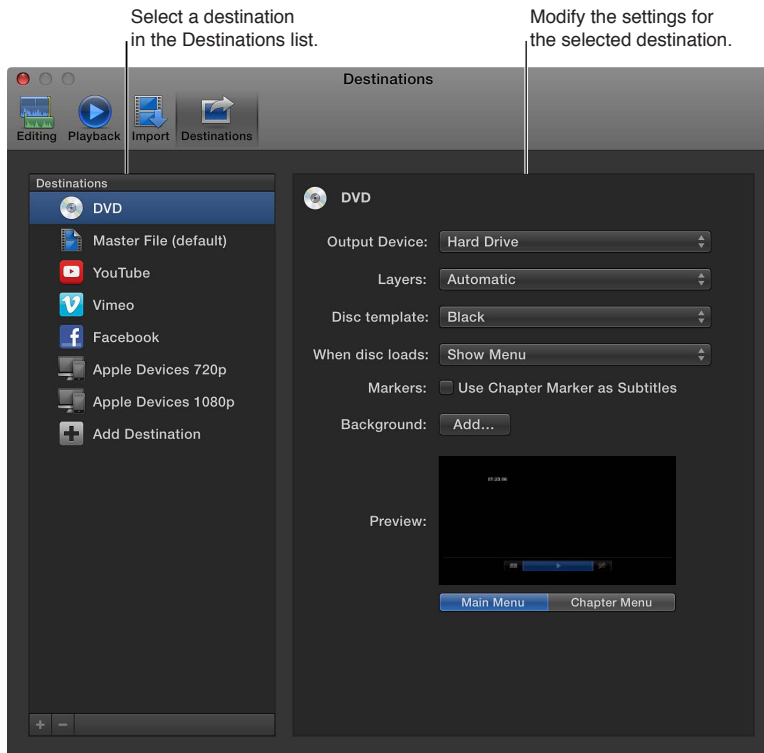 Select a destination
in the Destinations list.
Modify the settings for
the selected destination.
Destinations
Editing Playback Import Destinations
Destinations
DVD
Master File (default)
YouTube
Vimeo
Facebook
Apple Devices 720p
Apple Devices 1080p
Add Destination
DVD
Output Device: Hard Drive
Layers: Automatic
Disc template: Black
When disc loads: Show Menu
Markers: Use Chapter Marker as Subtitles
Background: Add...
Preview:
Main Menu Chapter Menu